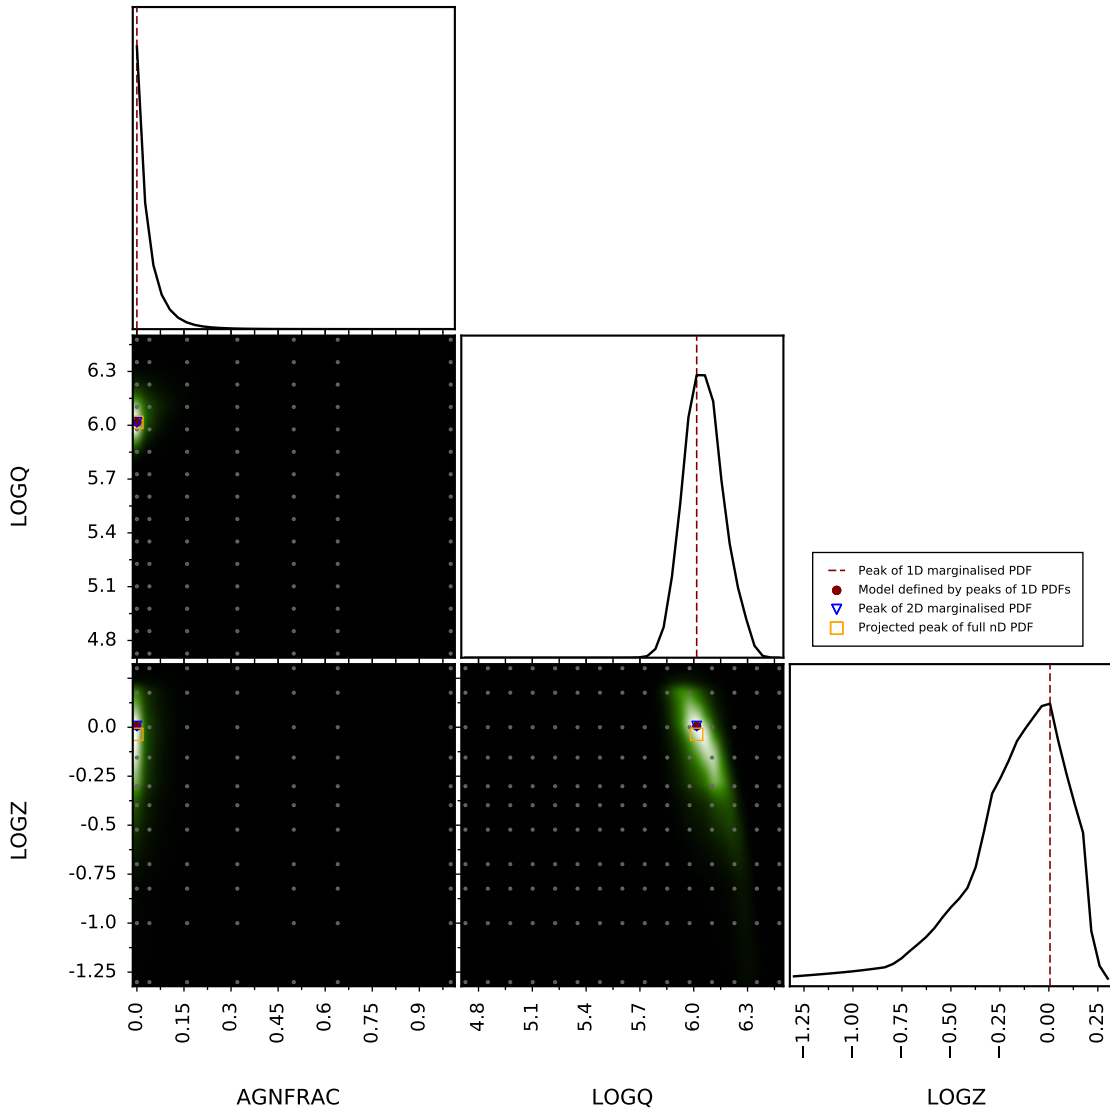 6.3
6.0
5.7
5.4
5.1
4.8
LOGQ
Peak of 1D marginalised PDF
Model defined by peaks of 1D PDFs
Peak of 2D marginalised PDF
Projected peak of full nD PDF
0.0
-0.25
-0.5
-0.75
-1.0
-1.25
LOGZ
0.0 0.15 0.3 0.45 0.6 0.75 0.9
4.8 5.1 5.4 5.7 6.0 6.3
−1.25 −1.00 −0.75 −0.50 −0.25 0.00 0.25
AGNFRAC LOGQ LOGZ